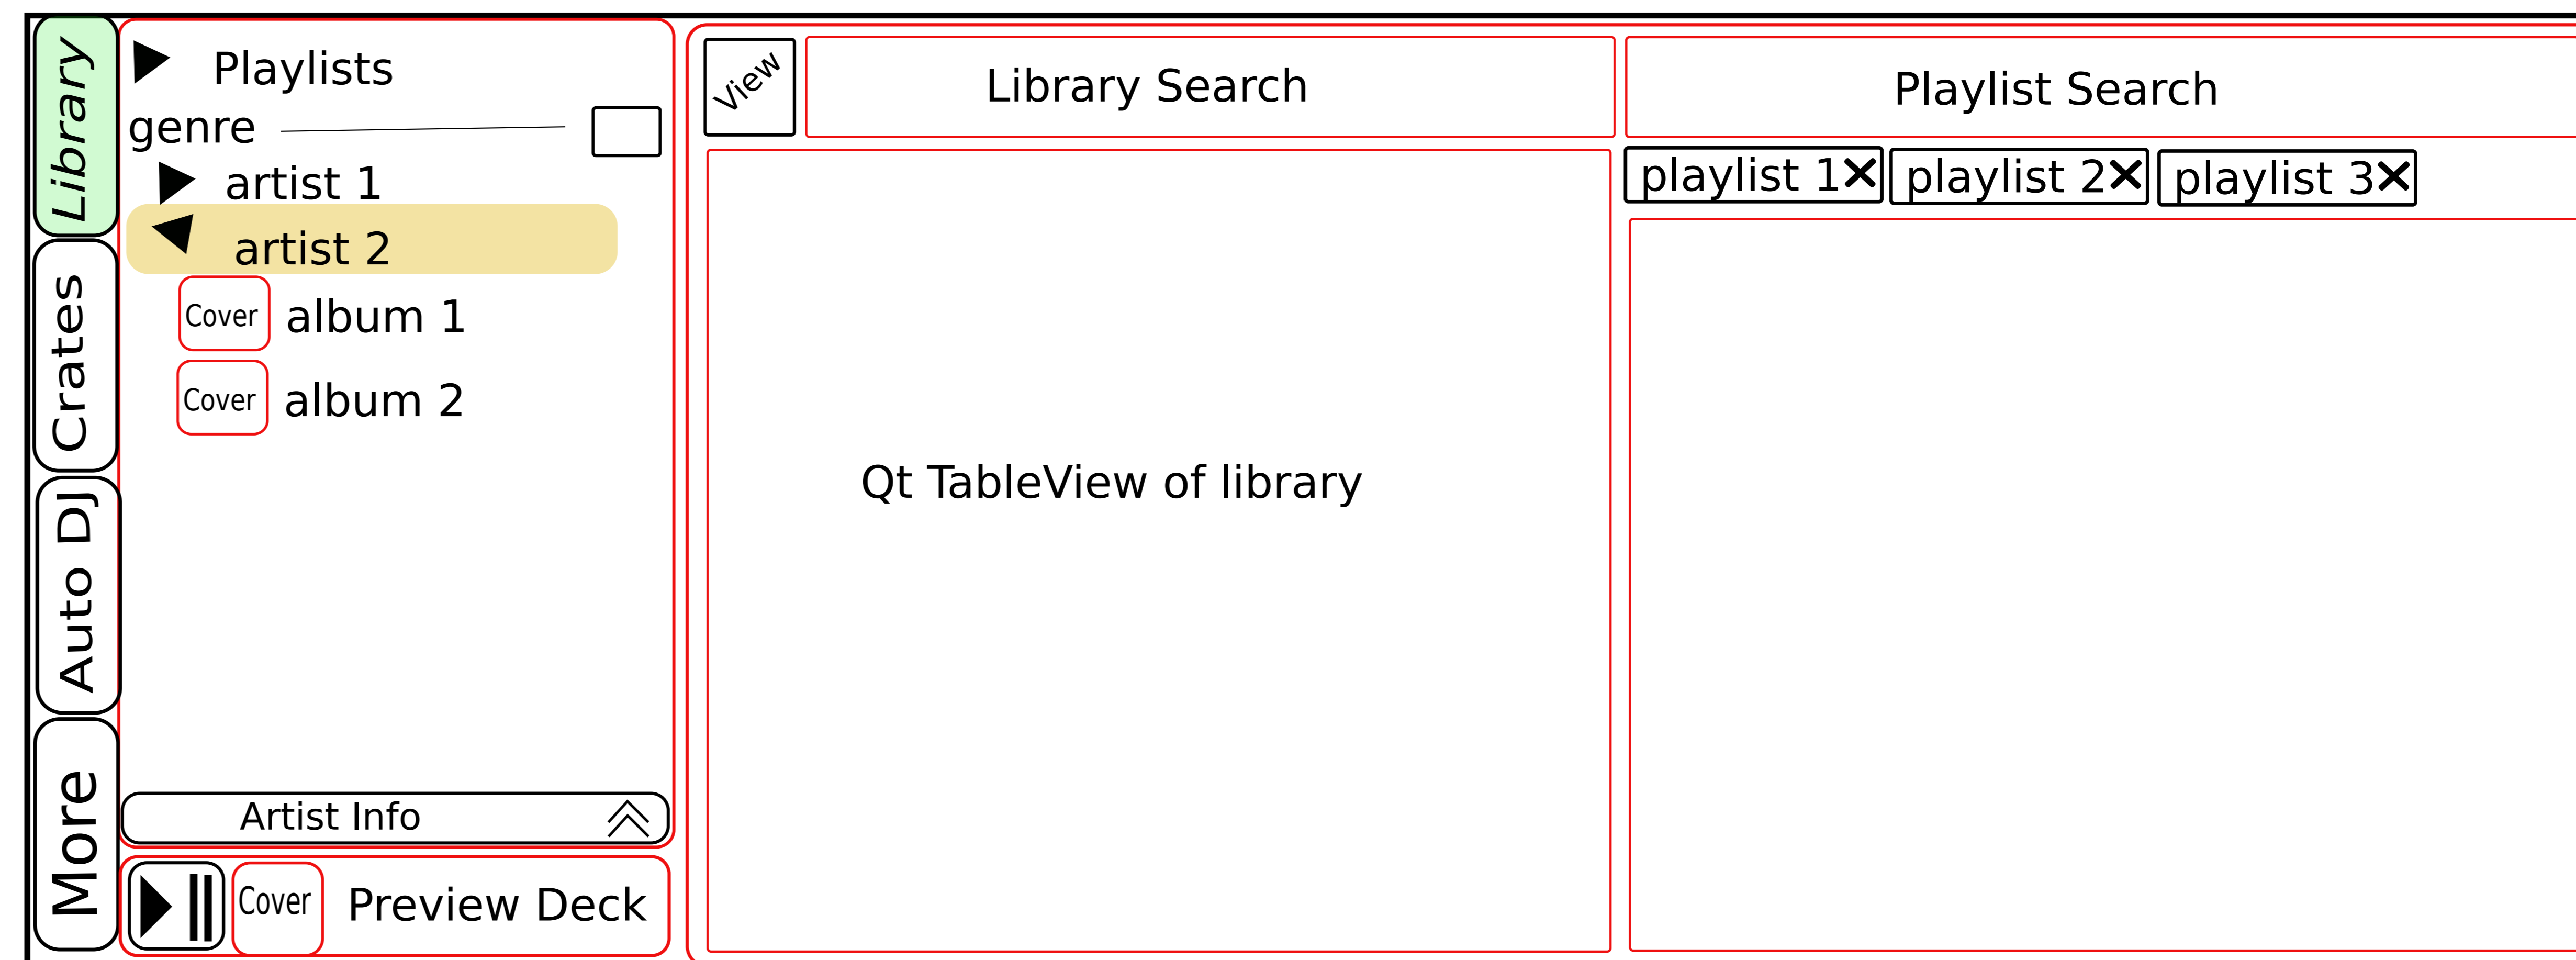 Library
Crates
Auto DJ
More
Playlists
genre
artist 1
artist 2
Cover album 1
Cover album 2
Artist Info
Cover Preview Deck
View
Library Search
Playlist Search
playlist 1
playlist 2
playlist 3
Qt TableView of library